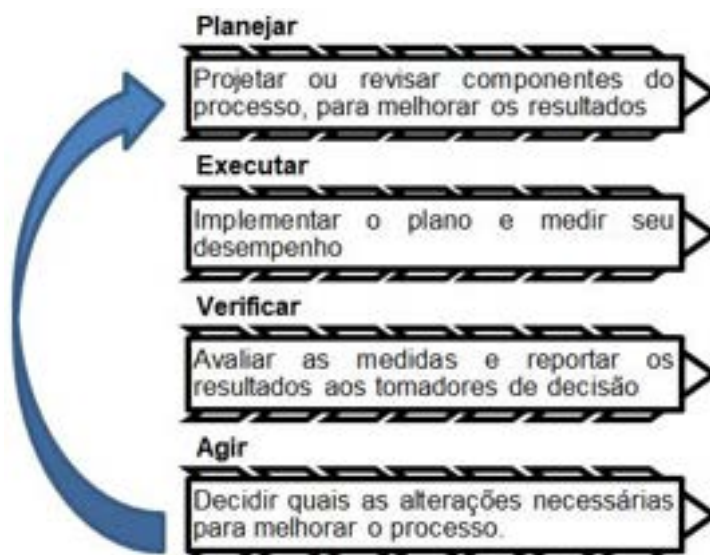 Planejar
Projetar ou revisar componentes do
processo, para melhorar os resultados
Executar
Implementar o plano e medir seu
desempenho
Verificar
Avaliar as medidas e reportar os
resultados aos tomadores de decisão
Agir
Decidir quais as alterações necessárias
para melhorar o processo.